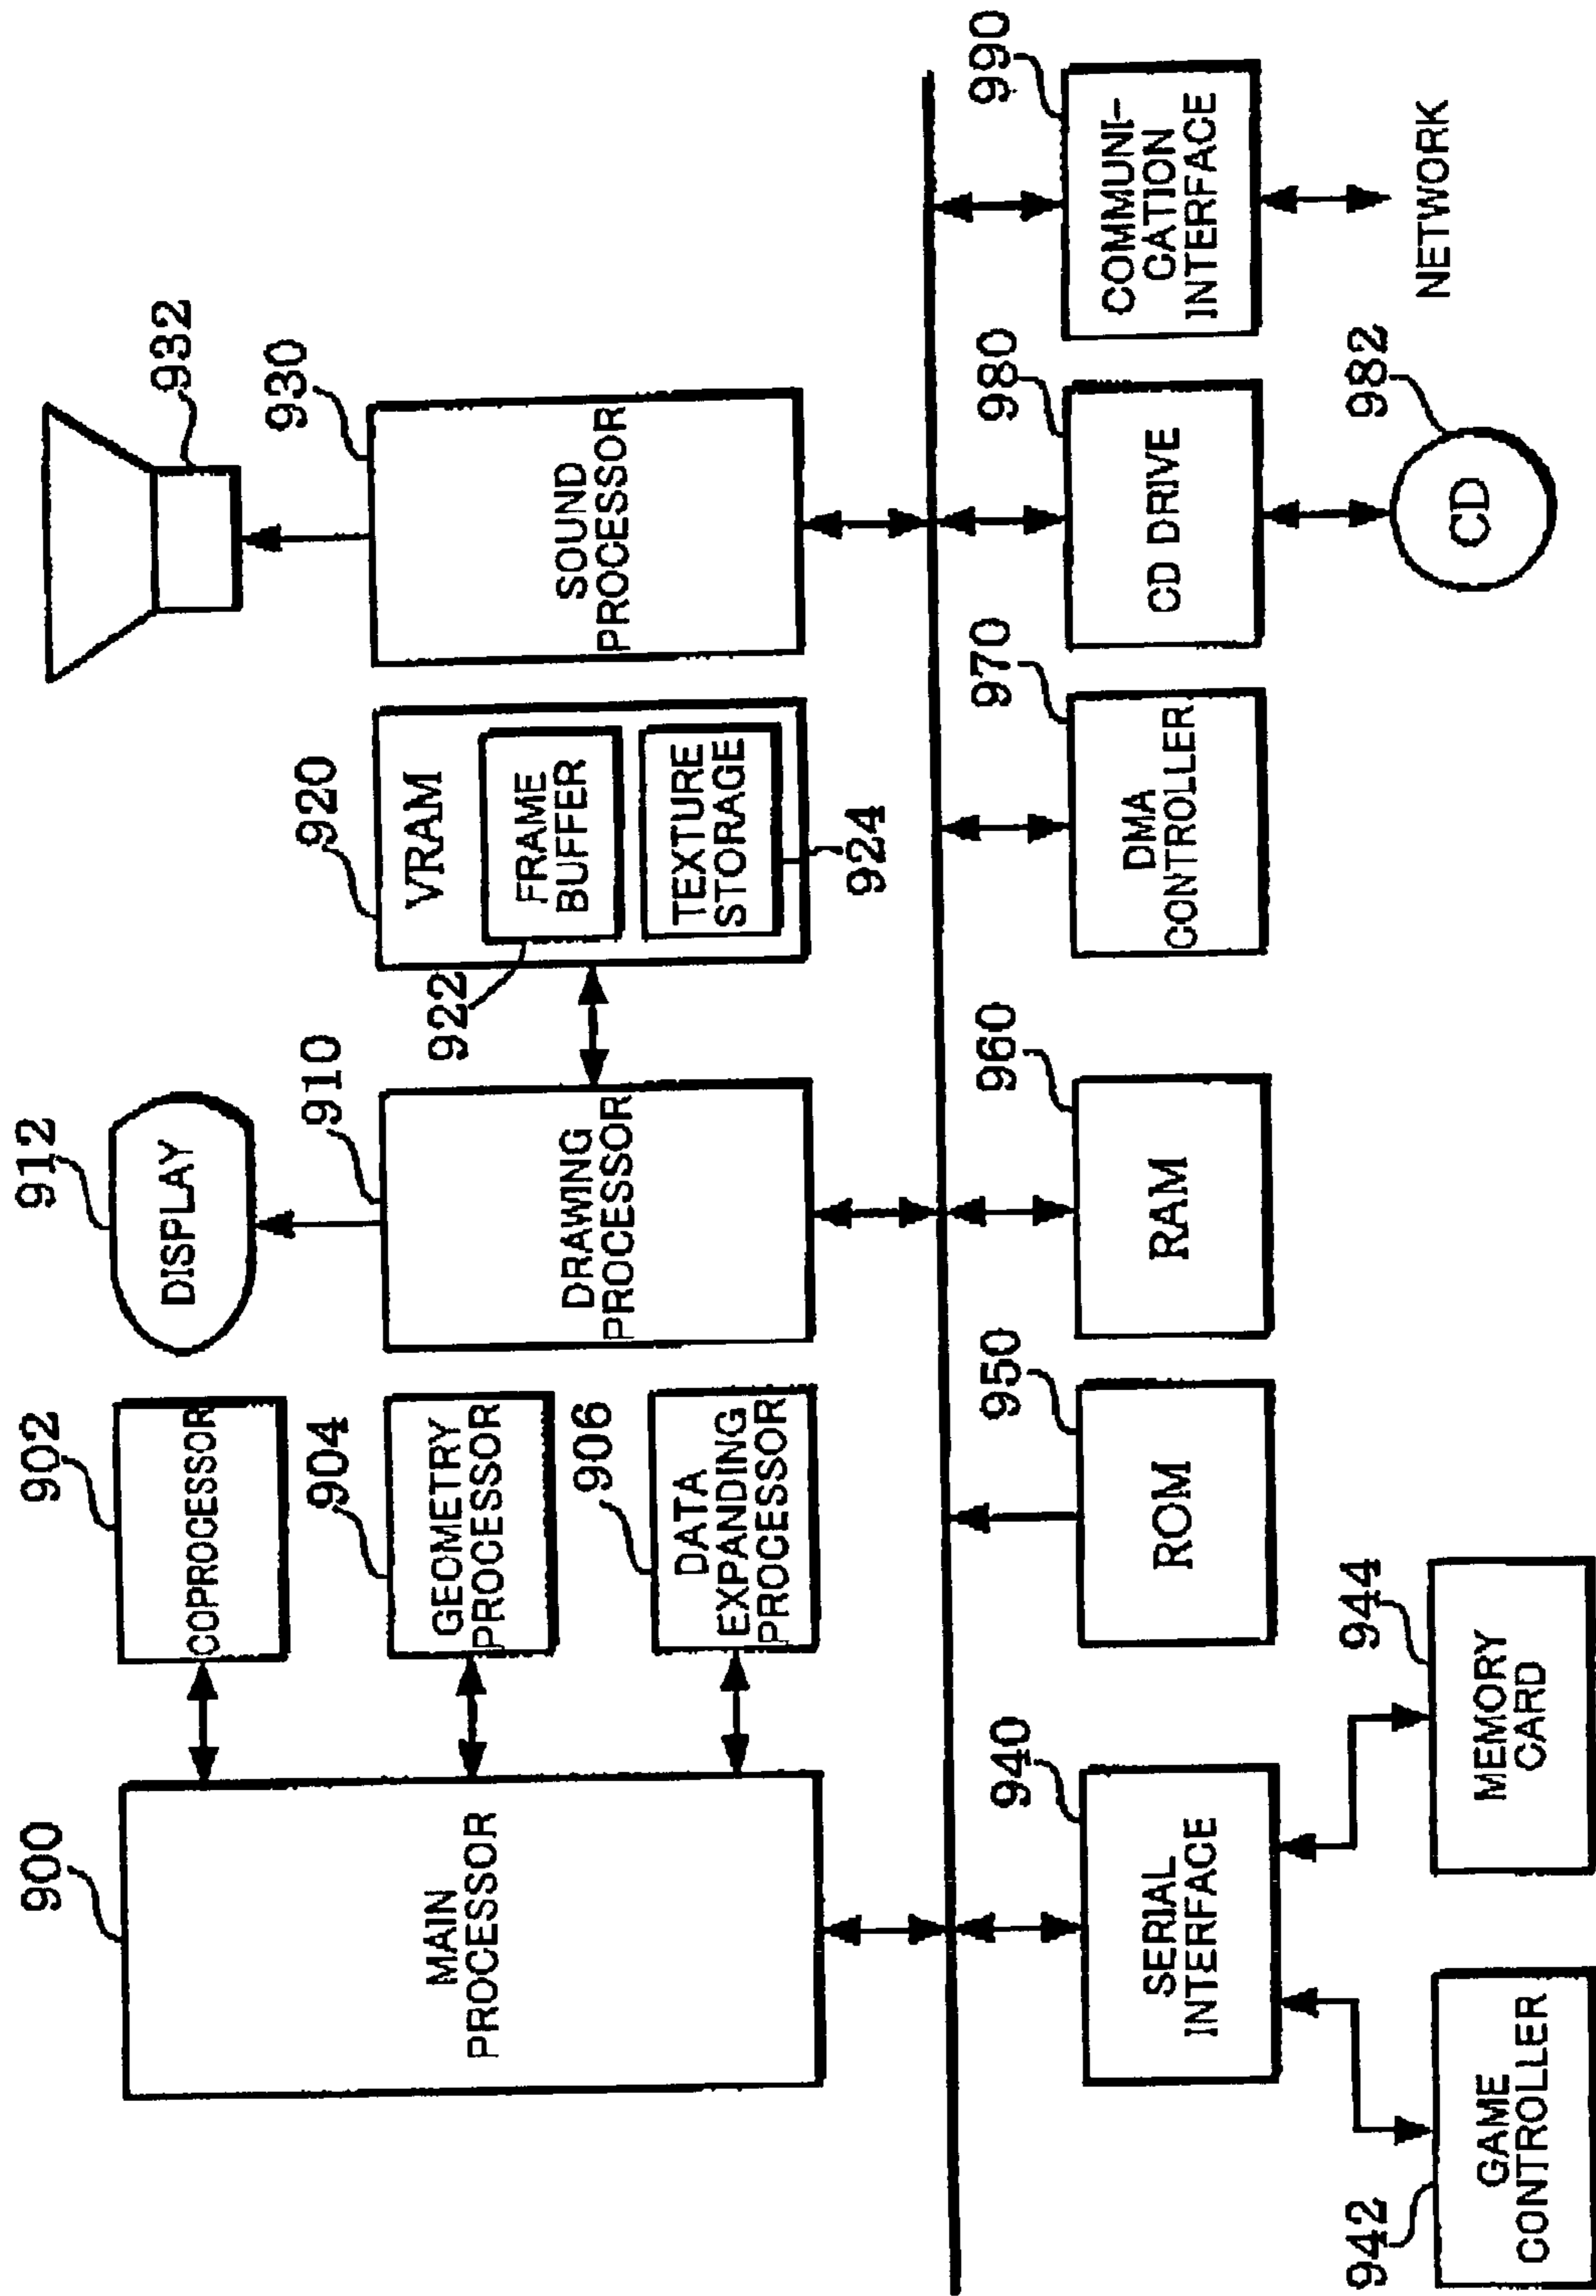 900
MAIN
PROCESSOR
902
COPROCESSOR
904
GEOMETRY
PROCESSOR
906
DATA
EXPANDING
PROCESSOR
912
DISPLAY
910
DRAWING
PROCESSOR
920
VRAM
922
FRAME
BUFFER
TEXTURE
STORAGE
924
932
930
SOUND
PROCESSOR
940
SERIAL
INTERFACE
942
GAME
CONTROLLER
944
MEMORY
CARD
950
ROM
960
RAM
970
DMA
CONTROLLER
980
CD DRIVE
982
CD
990
COMMUNI-
CATION
INTERFACE
NETWORK